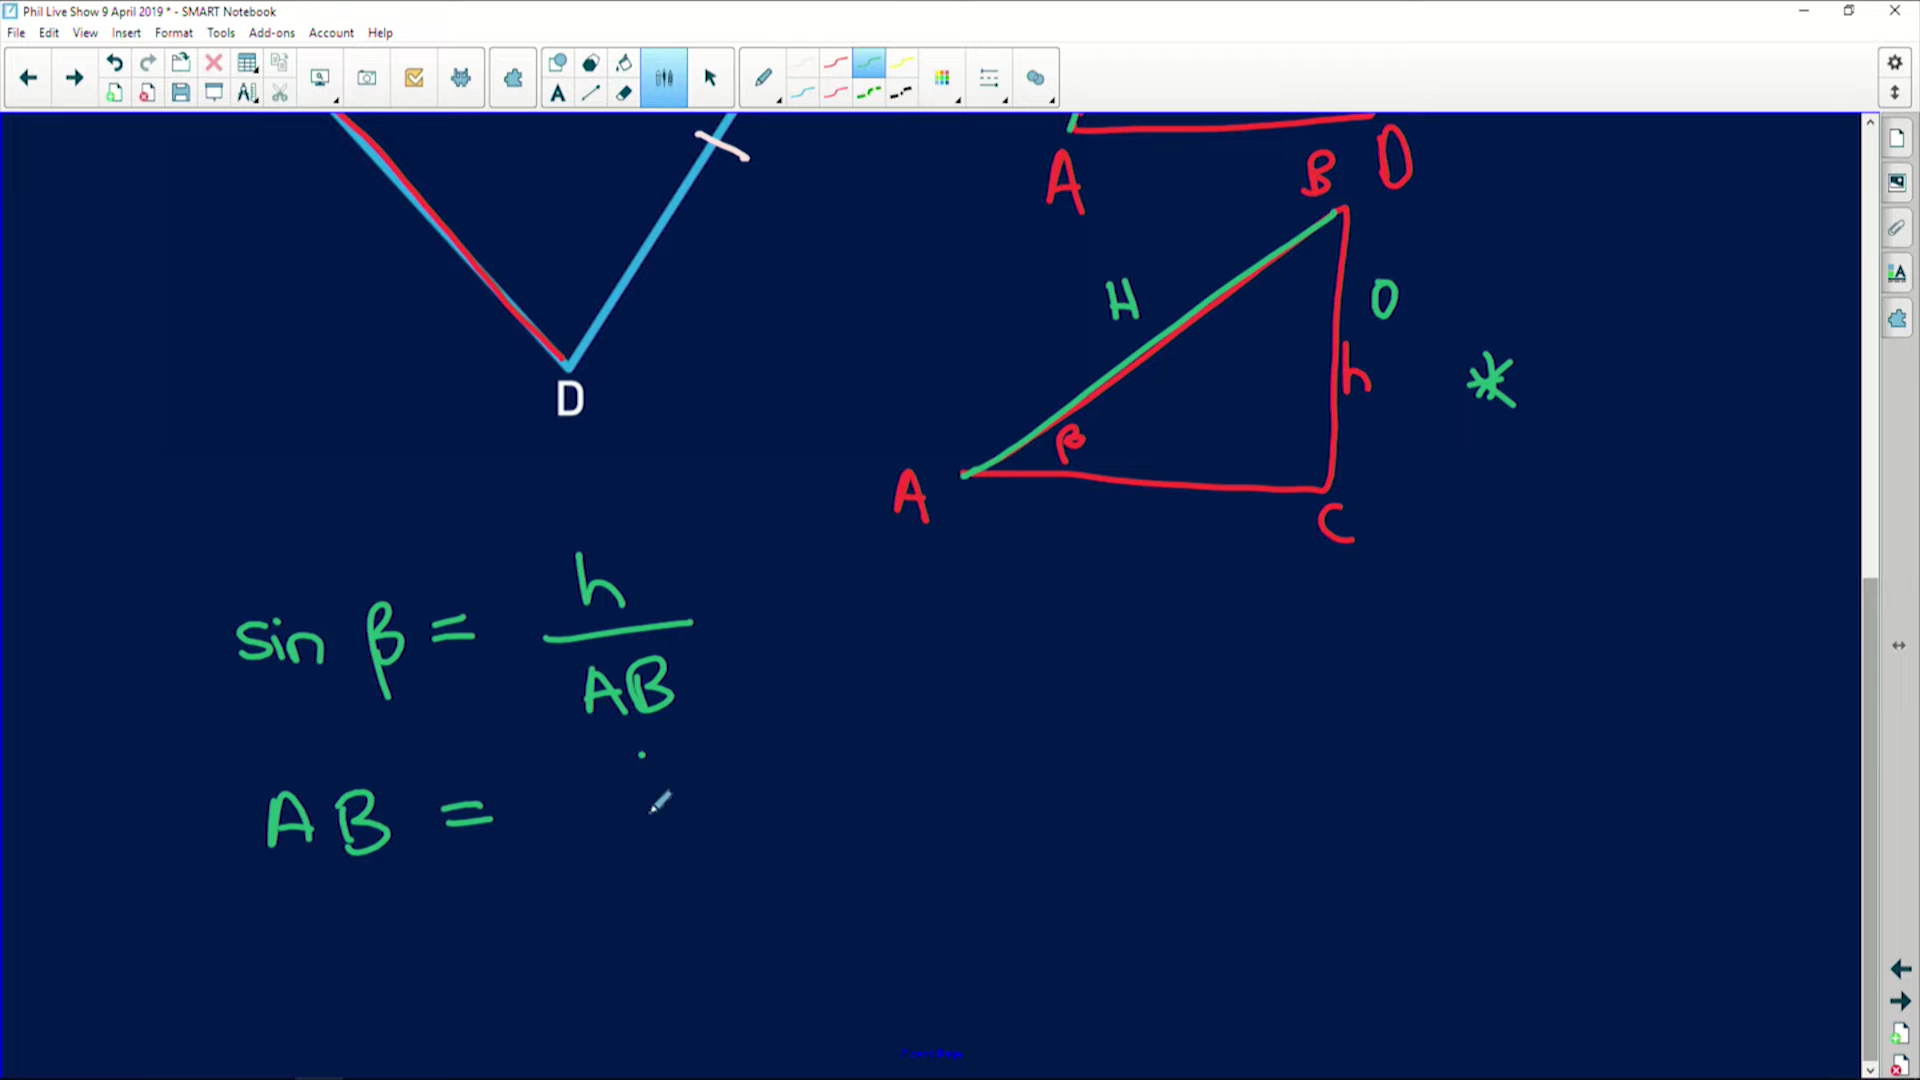 Phil Live Show 9 April 2019 * - SMART Notebook
File Edit View Insert Format Tools Add-ons Account Help
A
A B D
H O
h
D
β
A
C
sin β = h
AB
AB =